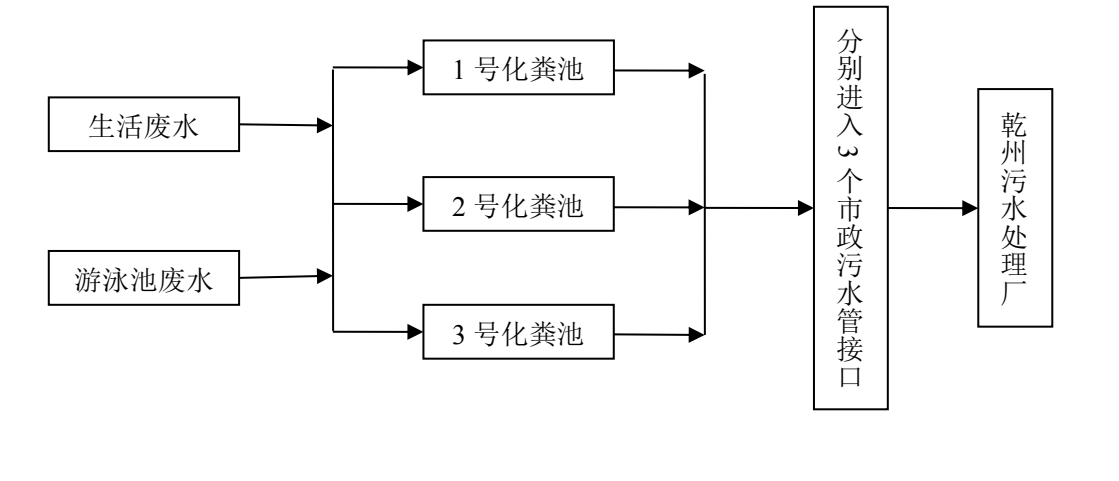 生活废水
游泳池废水
1 号化粪池
2 号化粪池
3 号化粪池
分别进入 3 个市政污水管接口
乾州污水处理厂